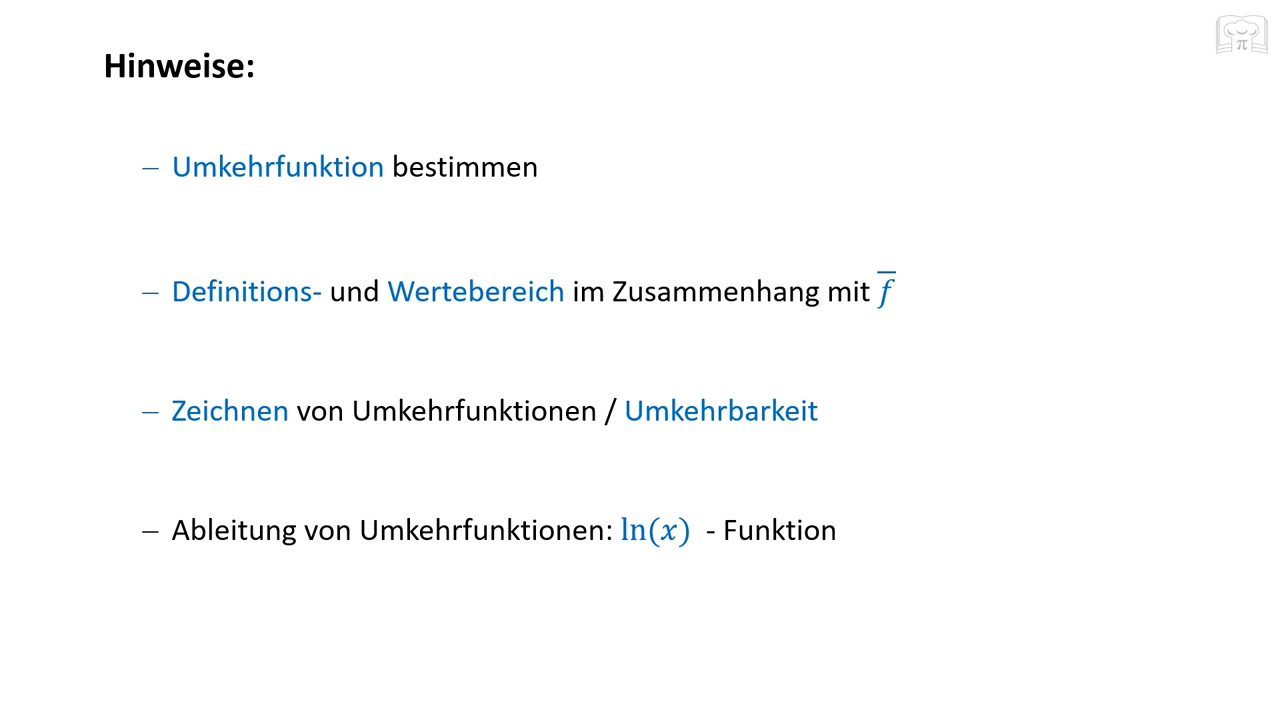 Hinweise:
– Umkehrfunktion bestimmen
– Definitions- und Wertebereich im Zusammenhang mit f̅
– Zeichnen von Umkehrfunktionen / Umkehrbarkeit
– Ableitung von Umkehrfunktionen: ln(x) - Funktion
π